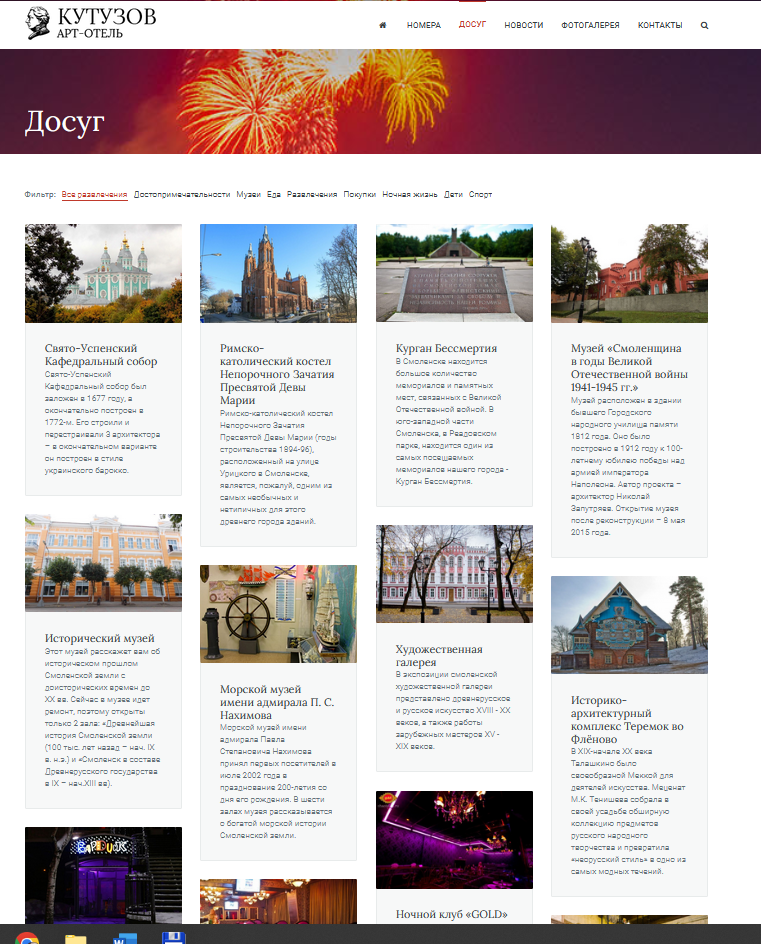 КУТУЗОВ
АРТ-ОТЕЛЬ
НОМЕРА ДОСУГ НОВОСТИ ФОТОГАЛЕРЕЯ КОНТАКТЫ
Досуг
Фильтр: Все развлечения Достопримечательности Музеи Еда Развлечения Покупки Ночная жизнь Дети Спорт
Свято-Успенский
Кафедральный собор
Свято-Успенский
Кафедральный собор был
заложен в 1677 году, а
окончательно построен в
1772-м. Его строили и
перестраивали 3 архитектора
– в окончательном варианте
он построен в стиле
украинского барокко.
Исторический музей
Этот музей расскажет вам об
историческом прошлом
Смоленской земли с
доисторических времен до
XX вв. Сейчас в музее идет
ремонт, поэтому открыты
только 2 зала: «Древнейшая
история Смоленской земли
(100 тыс. лет назад – нач. IX
в. н.э.) и «Смоленск в составе
Древнерусского государства
в IX – нач.XIII вв).
Римско-
католический костел
Непорочного Зачатия
Пресвятой Девы
Марии
Римско-католический костел
Непорочного Зачатия
Пресвятой Девы Марии (годы
строительства 1894-96),
расположенный на улице
Урицкого в Смоленске,
является, пожалуй, одним из
самых необычных и
нетипичных для этого
древнего города зданий.
Морской музей
имени адмирала П. С.
Нахимова
Морской музей имени
адмирала Павла
Степановича Нахимова
принял первых посетителей в
июле 2002 года в
празднование 200-летия со
дня его рождения. В шести
залах музея рассказывается
о богатой морской истории
Смоленской земли.
Курган Бессмертия
В Смоленске находится
большое количество
мемориалов и памятных
мест, связанных с Великой
Отечественной войной. В
юго-западной части
Смоленска, в Реадовском
парке, находится один из
самых посещаемых
мемориалов нашего города -
Курган Бессмертия.
Художественная
галерея
В экспозиции смоленской
художественной галереи
представлено древнерусское
и русское искусство XVIII - XX
веков, а также работы
зарубежных мастеров XV -
XIX веков.
Ночной клуб «GOLD»
Музей «Смоленщина
в годы Великой
Отечественной войны
1941-1945 гг.»
Музей расположен в здании
бывшего Городского
народного училища памяти
1812 года. Оно было
построено в 1912 году к 100-
летнему юбилею победы над
армией императора
Наполеона. Автор проекта –
архитектор Николай
Запутряев. Открытие музея
после реконструкции – 8 мая
2015 года.
Историко-
архитектурный
комплекс Теремок во
Флёново
В XIX-начале XX века
Талашкино было
своеобразной Меккой для
деятелей искусства. Меценат
М.К. Тенишева собрала в
своей усадьбе обширную
коллекцию предметов
русского народного
творчества и превратила
«неорусский стиль» в одно из
самых модных течений.